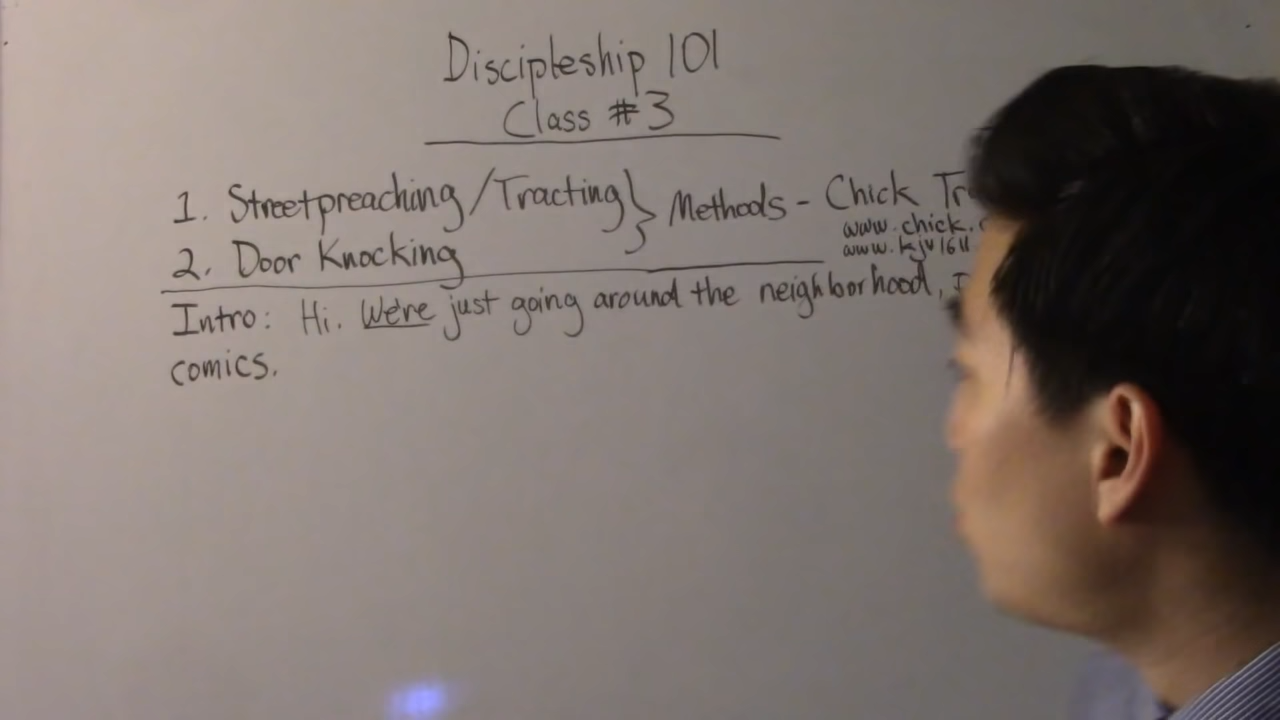 Discipleship 101
Class #3
1. Streetpreaching/Tracting } Methods - Chick
2. Door Knocking
www.chick.
www.kjv1611
Intro: Hi. We're just going around the neighborhood,
comics.